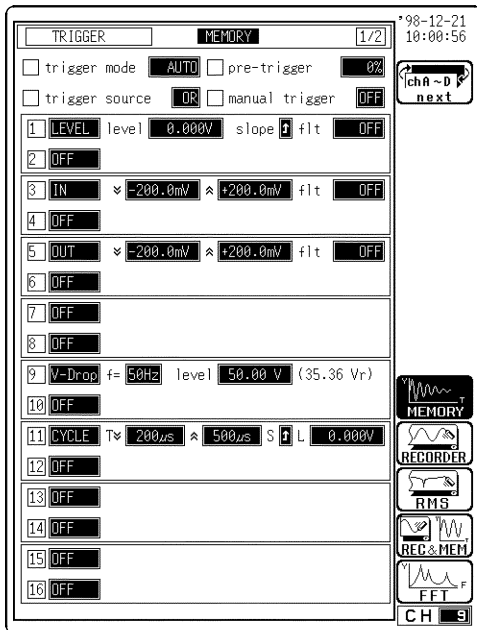 '98-12-21
10:00:56
TRIGGER MEMORY 1/2
trigger mode AUTO pre-trigger 0%
trigger source OR manual trigger OFF
1 LEVEL level 0.000V slope flt OFF
2 OFF
3 IN -200.0mV +200.0mV flt OFF
4 OFF
5 OUT -200.0mV +200.0mV flt OFF
6 OFF
7 OFF
8 OFF
9 V-Drop f= 50Hz level 50.00 V (35.36 Vr)
10 OFF
11 CYCLE T 200µs 500µs S L 0.000V
12 OFF
13 OFF
14 OFF
15 OFF
16 OFF
chA~D
next
Y T
MEMORY
RECORDER
RMS
Y T
REC&MEM
Y F
FFT
CH 9